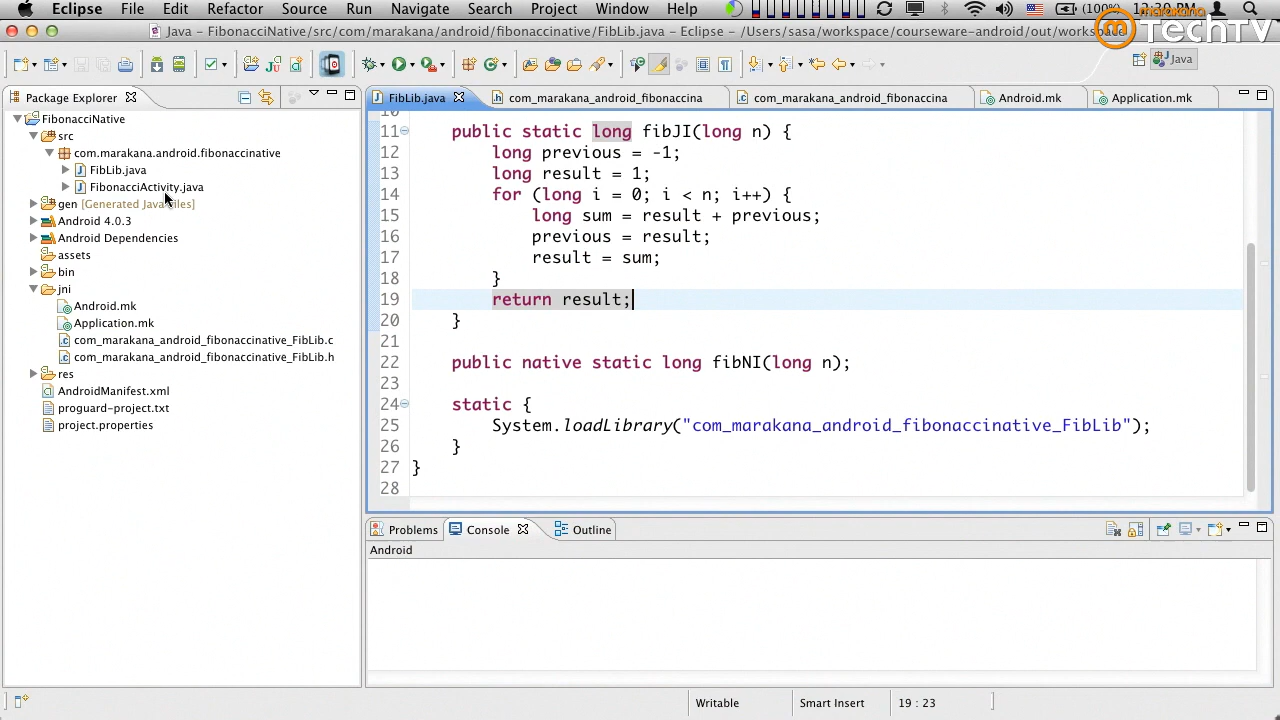 Eclipse File Edit Refactor Source Run Navigate Search Project Window Help (100%)
marakana
TechTV
Java – FibonacciNative/src/com/marakana/android/fibonaccinative/FibLib.java – Eclipse – /Users/sasa/workspace/courseware-android/out/workspace
Java
Package Explorer
FibLib.java
com_marakana_android_fibonaccina
com_marakana_android_fibonaccina
Android.mk
Application.mk
FibonacciNative
src
com.marakana.android.fibonaccinative
FibLib.java
FibonacciActivity.java
gen [Generated Java Files]
Android 4.0.3
Android Dependencies
assets
bin
jni
Android.mk
Application.mk
com_marakana_android_fibonaccinative_FibLib.c
com_marakana_android_fibonaccinative_FibLib.h
res
AndroidManifest.xml
proguard-project.txt
project.properties
10
11 public static long fibJI(long n) {
12 long previous = -1;
13 long result = 1;
14 for (long i = 0; i < n; i++) {
15 long sum = result + previous;
16 previous = result;
17 result = sum;
18 }
19 return result;
20 }
21
22 public native static long fibNI(long n);
23
24 static {
25 System.loadLibrary("com_marakana_android_fibonaccinative_FibLib");
26 }
27 }
28
Problems Console Outline
Android
Writable Smart Insert 19 : 23